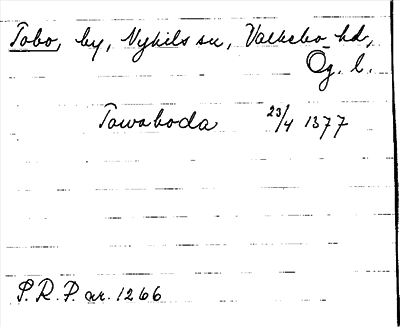 Tobo, by, Nykils sn, Valkebo hd,
Ög. l.
Towaboda 23/4 1377
S.R.P. nr. 1266